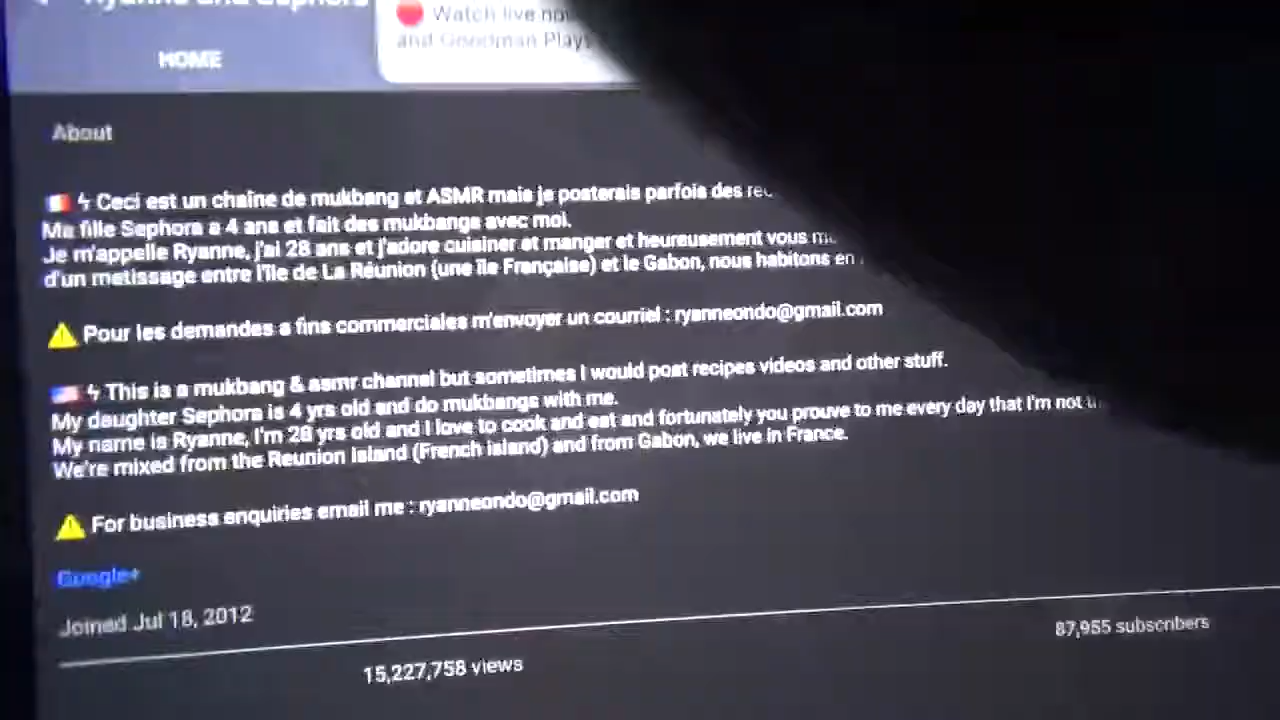 Ryanne and Sephora
Watch live now
and Goodman Plays
HOME
About
ϟ Ceci est un chaîne de mukbang et ASMR mais je posterais parfois des rec
Ma fille Sephora a 4 ans et fait des mukbangs avec moi.
Je m'appelle Ryanne, j'ai 28 ans et j'adore cuisiner et manger et heureusement vous
d'un metissage entre l'île de La Réunion (une île Française) et le Gabon, nous habitons en
Pour les demandes a fins commerciales m'envoyer un courriel : ryanneondo@gmail.com
ϟ This is a mukbang & asmr channel but sometimes I would post recipes videos and other stuff.
My daughter Sephora is 4 yrs old and do mukbangs with me.
My name is Ryanne, I'm 28 yrs old and I love to cook and eat and fortunately you prouve to me every day that I'm not
We're mixed from the Reunion Island (French island) and from Gabon, we live in France.
For business enquiries email me : ryanneondo@gmail.com
Google+
Joined Jul 18, 2012
87,955 subscribers
15,227,758 views